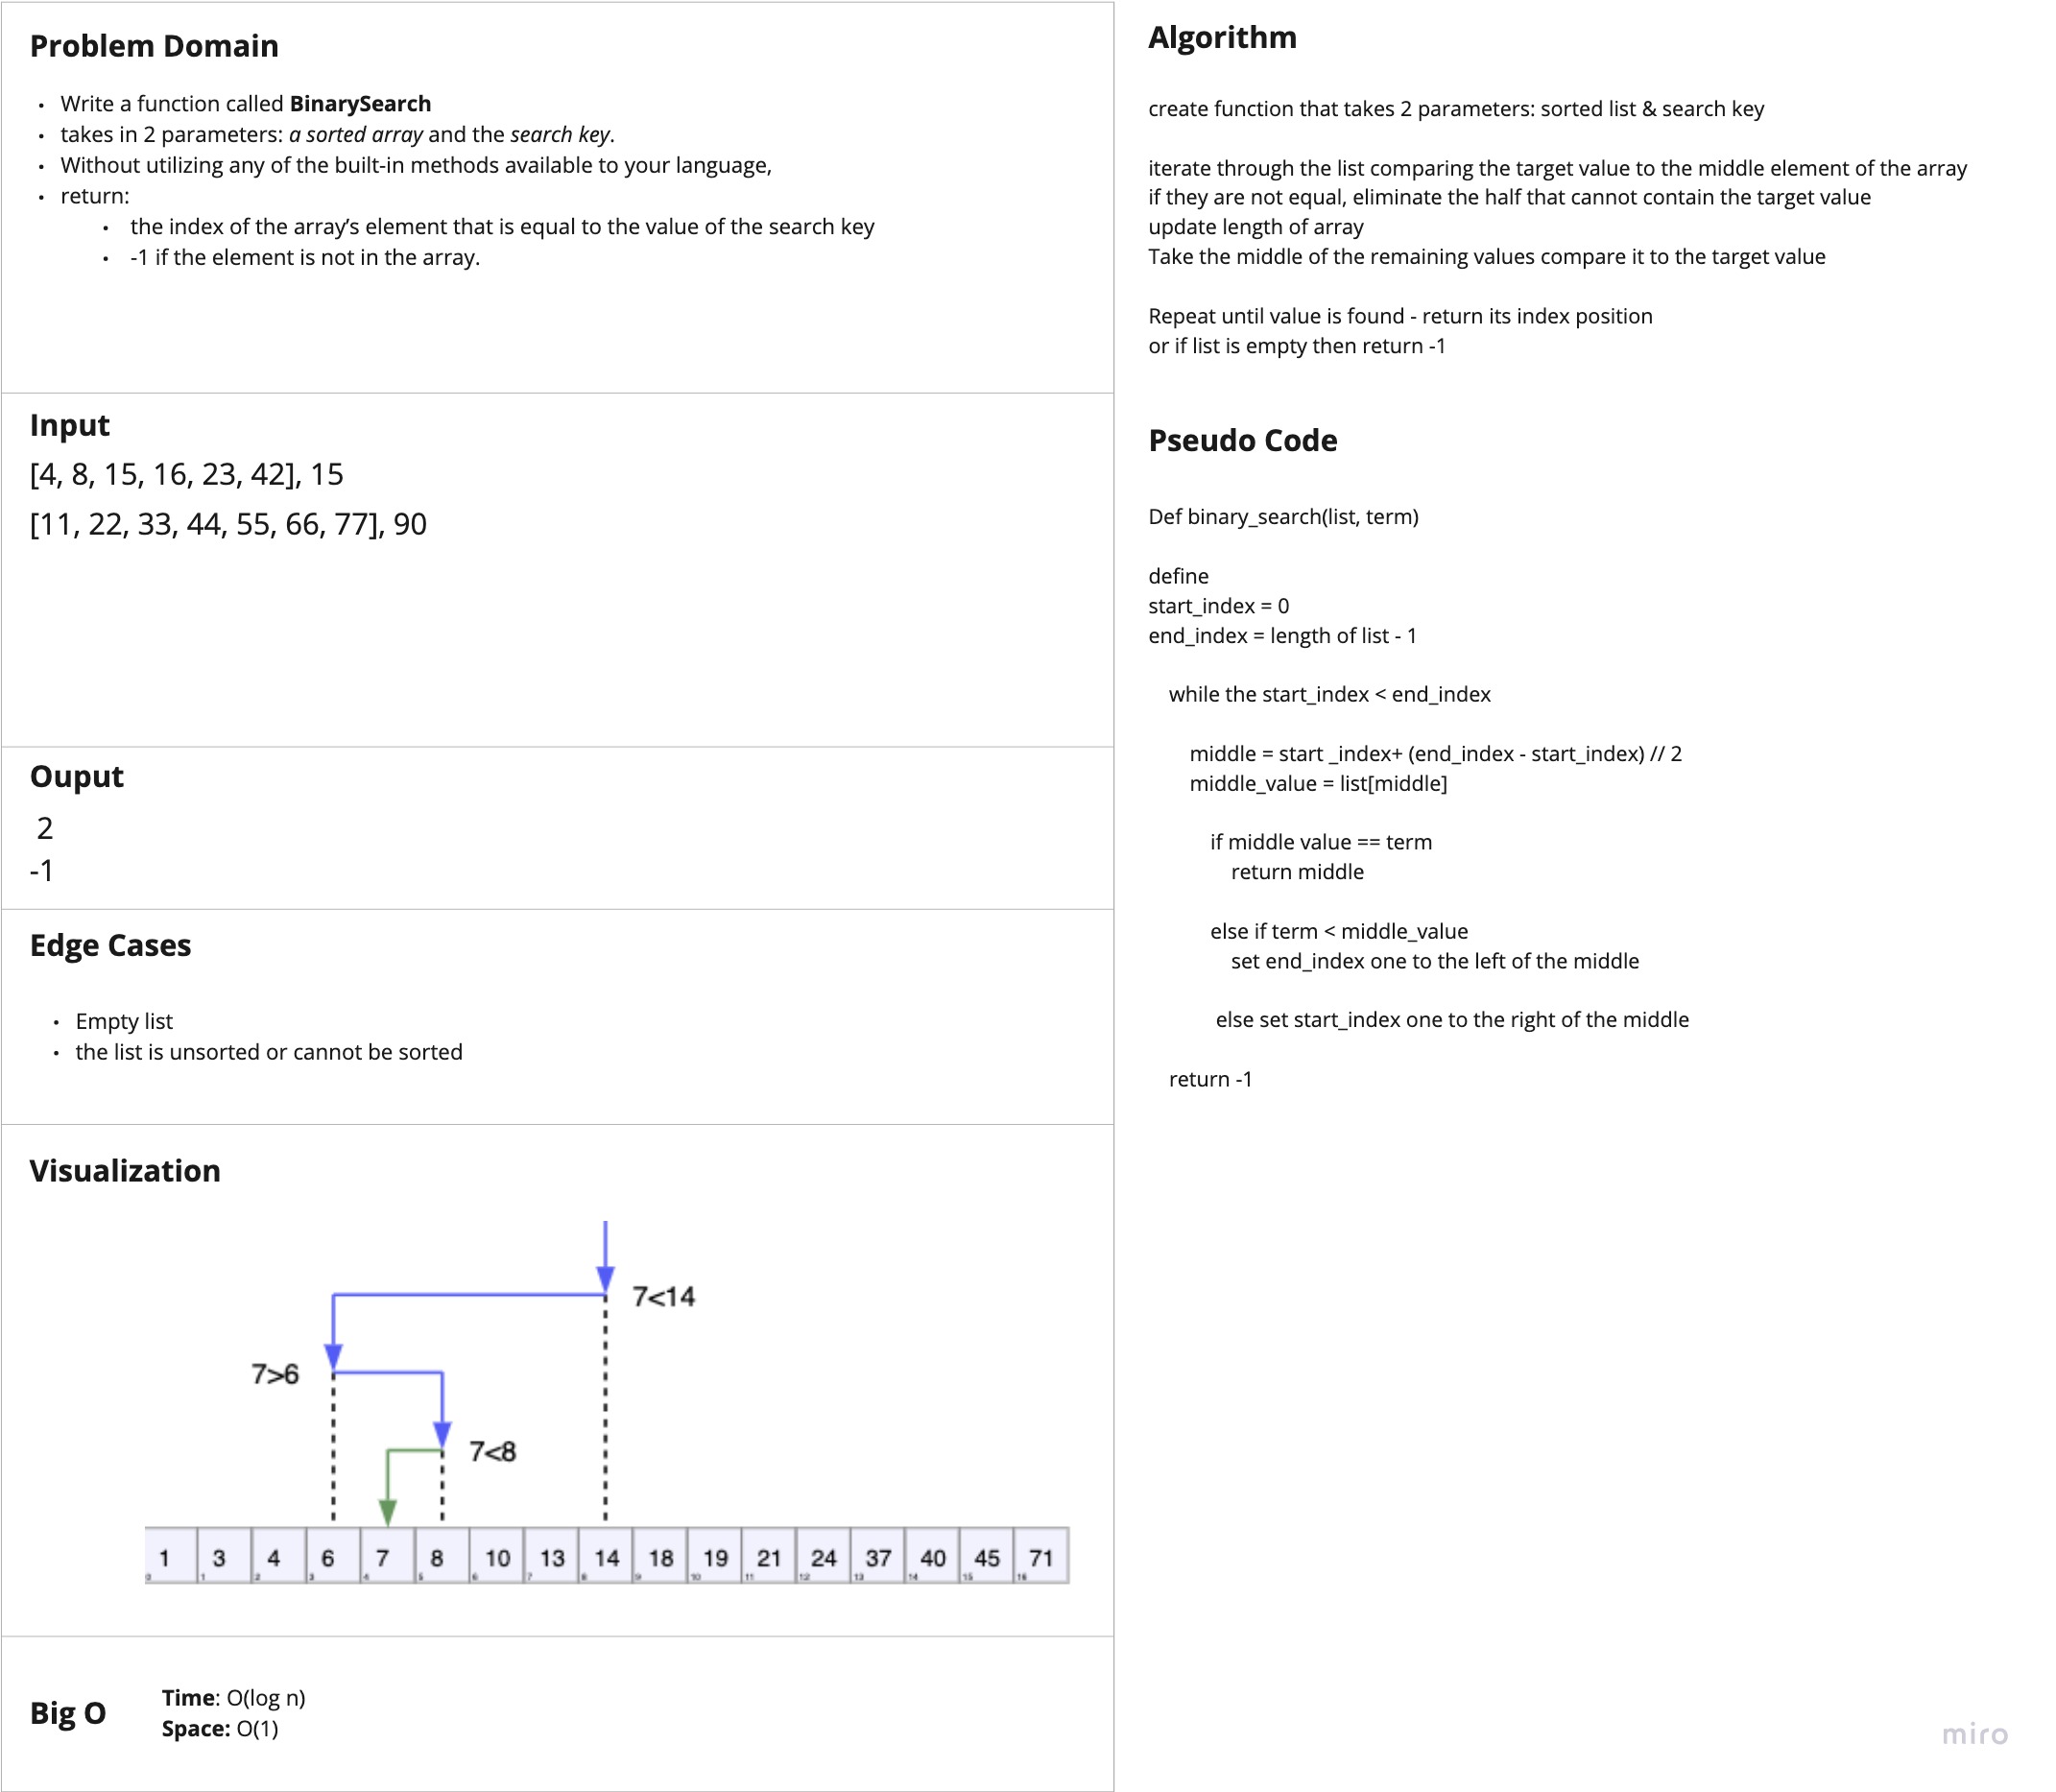 Problem Domain
• Write a function called BinarySearch
• takes in 2 parameters: a sorted array and the search key.
• Without utilizing any of the built-in methods available to your language,
• return:
• the index of the array’s element that is equal to the value of the search key
• -1 if the element is not in the array.
Input
[4, 8, 15, 16, 23, 42], 15
[11, 22, 33, 44, 55, 66, 77], 90
Ouput
2
-1
Edge Cases
• Empty list
• the list is unsorted or cannot be sorted
Visualization
7<14
7>6
7<8
1 3 4 6 7 8 10 13 14 18 19 21 24 37 40 45 71
0 1 2 3 4 5 6 7 8 9 10 11 12 13 14 15 16
Big O
Time: O(log n)
Space: O(1)
Algorithm
create function that takes 2 parameters: sorted list & search key
iterate through the list comparing the target value to the middle element of the array
if they are not equal, eliminate the half that cannot contain the target value
update length of array
Take the middle of the remaining values compare it to the target value
Repeat until value is found - return its index position
or if list is empty then return -1
Pseudo Code
Def binary_search(list, term)
define
start_index = 0
end_index = length of list - 1
while the start_index < end_index
middle = start _index+ (end_index - start_index) // 2
middle_value = list[middle]
if middle value == term
return middle
else if term < middle_value
set end_index one to the left of the middle
else set start_index one to the right of the middle
return -1
miro